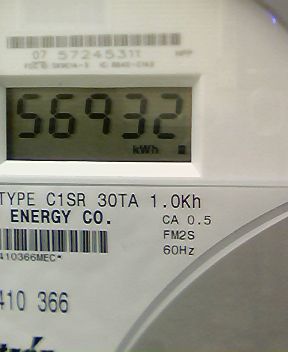 07 57245311
56932
kWh
TYPE C1SR 30TA 1.0Kh
ENERGY CO.
CA 0.5
FM2S
60Hz
410366MEC*
410 366